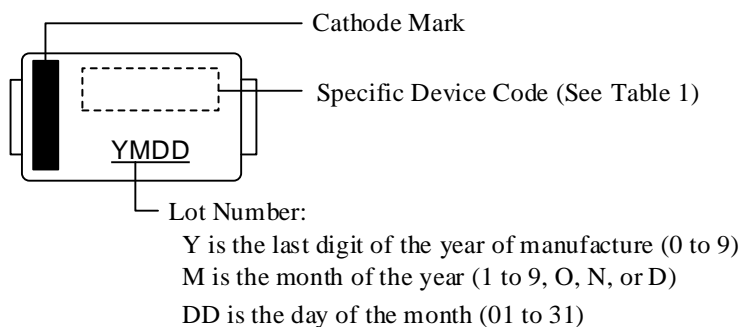 Cathode Mark
Specific Device Code (See Table 1)
YMDD
Lot Number:
Y is the last digit of the year of manufacture (0 to 9)
M is the month of the year (1 to 9, O, N, or D)
DD is the day of the month (01 to 31)